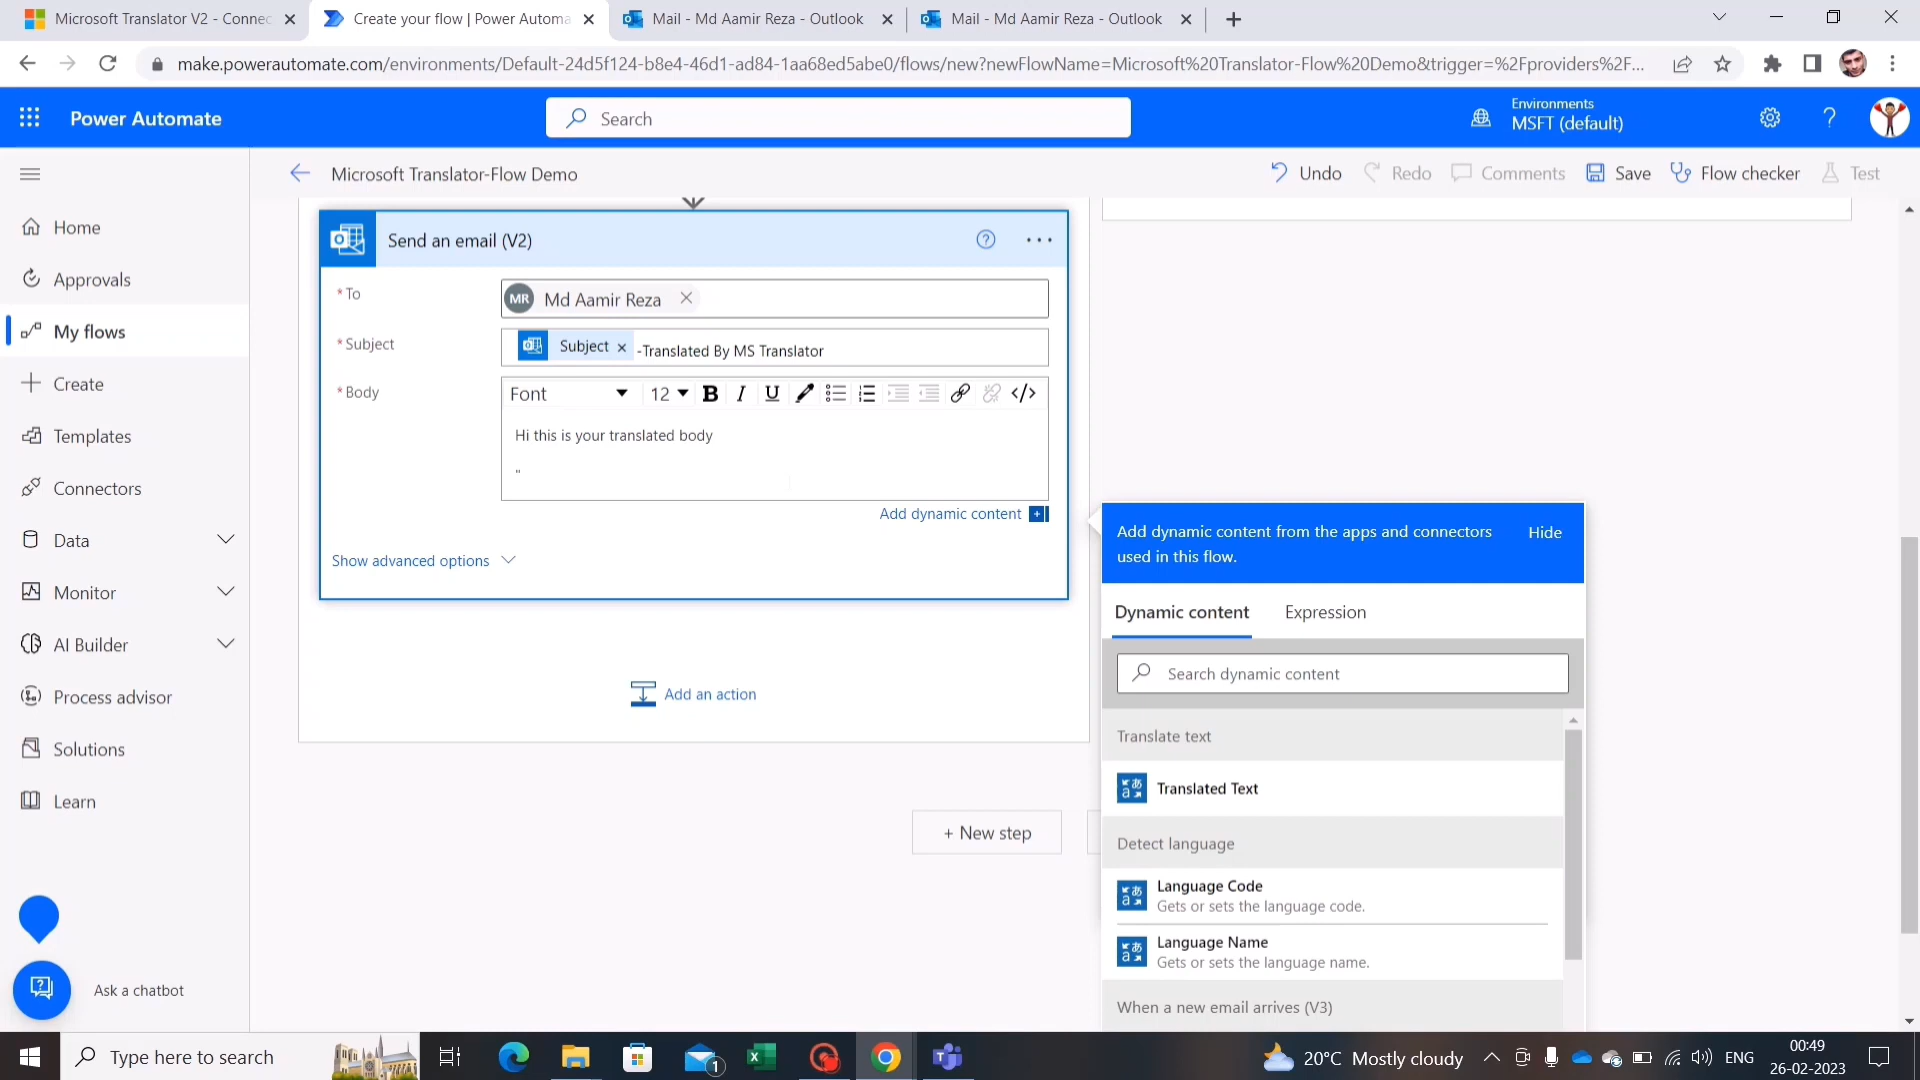 Microsoft Translator V2 - Connec
Create your flow | Power Automa
Mail - Md Aamir Reza - Outlook
Mail - Md Aamir Reza - Outlook
make.powerautomate.com/environments/Default-24d5f124-b8e4-46d1-ad84-1aa68ed5abe0/flows/new?newFlowName=Microsoft%20Translator-Flow%20Demo&trigger=%2Fproviders%2F...
Power Automate
Search
Environments
MSFT (default)
?
Microsoft Translator-Flow Demo
Undo
Redo
Comments
Save
Flow checker
Test
Home
Approvals
My flows
Create
Templates
Connectors
Data
Monitor
AI Builder
Process advisor
Solutions
Learn
Ask a chatbot
Send an email (V2)
* To
MR Md Aamir Reza
* Subject
Subject -Translated By MS Translator
* Body
Font 12 B I U </>
Hi this is your translated body
"
Add dynamic content
Show advanced options
Add an action
+ New step
Add dynamic content from the apps and connectors
used in this flow.
Hide
Dynamic content
Expression
Search dynamic content
Translate text
Translated Text
Detect language
Language Code
Gets or sets the language code.
Language Name
Gets or sets the language name.
When a new email arrives (V3)
Type here to search
1
20°C Mostly cloudy
ENG
00:49
26-02-2023